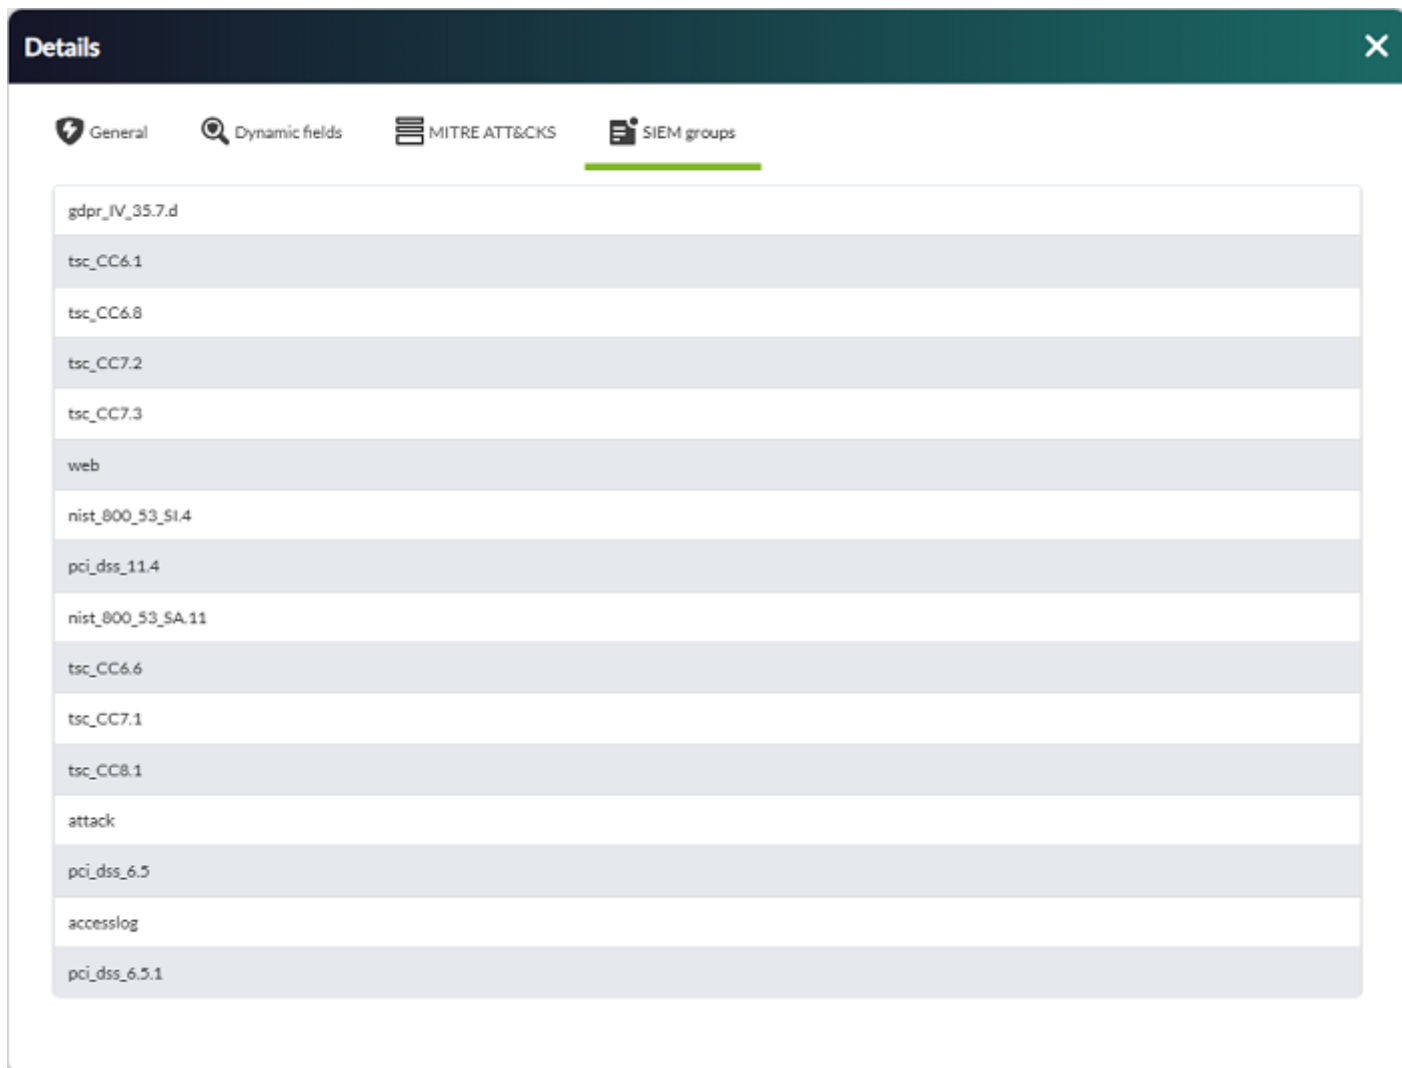 Details
General Dynamic fields MITRE ATT&CKS SIEM groups
gdpr_IV_35.7.d
tsc_CC6.1
tsc_CC6.8
tsc_CC7.2
tsc_CC7.3
web
nist_800_53_SI.4
pci_dss_11.4
nist_800_53_SA.11
tsc_CC6.6
tsc_CC7.1
tsc_CC8.1
attack
pci_dss_6.5
accesslog
pci_dss_6.5.1